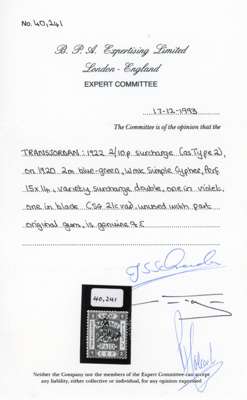 No. 40,241
B. P. A. Expertising Limited
London - England
EXPERT COMMITTEE
17-12-1993
The Committee is of the opinion that the
TRANSJORDAN: 1922 2/10p surcharge (as Type 2),
on 1920 2m blue-green, wmk Simple Cypher, Perf
15x14, variety surcharge double, one in violet,
one in black (SG 21c var), unused with part
original gum, is genuine
40,241
Neither the Company nor the members of the Expert Committee can accept
any liability, either collective or individual, for any opinion expressed